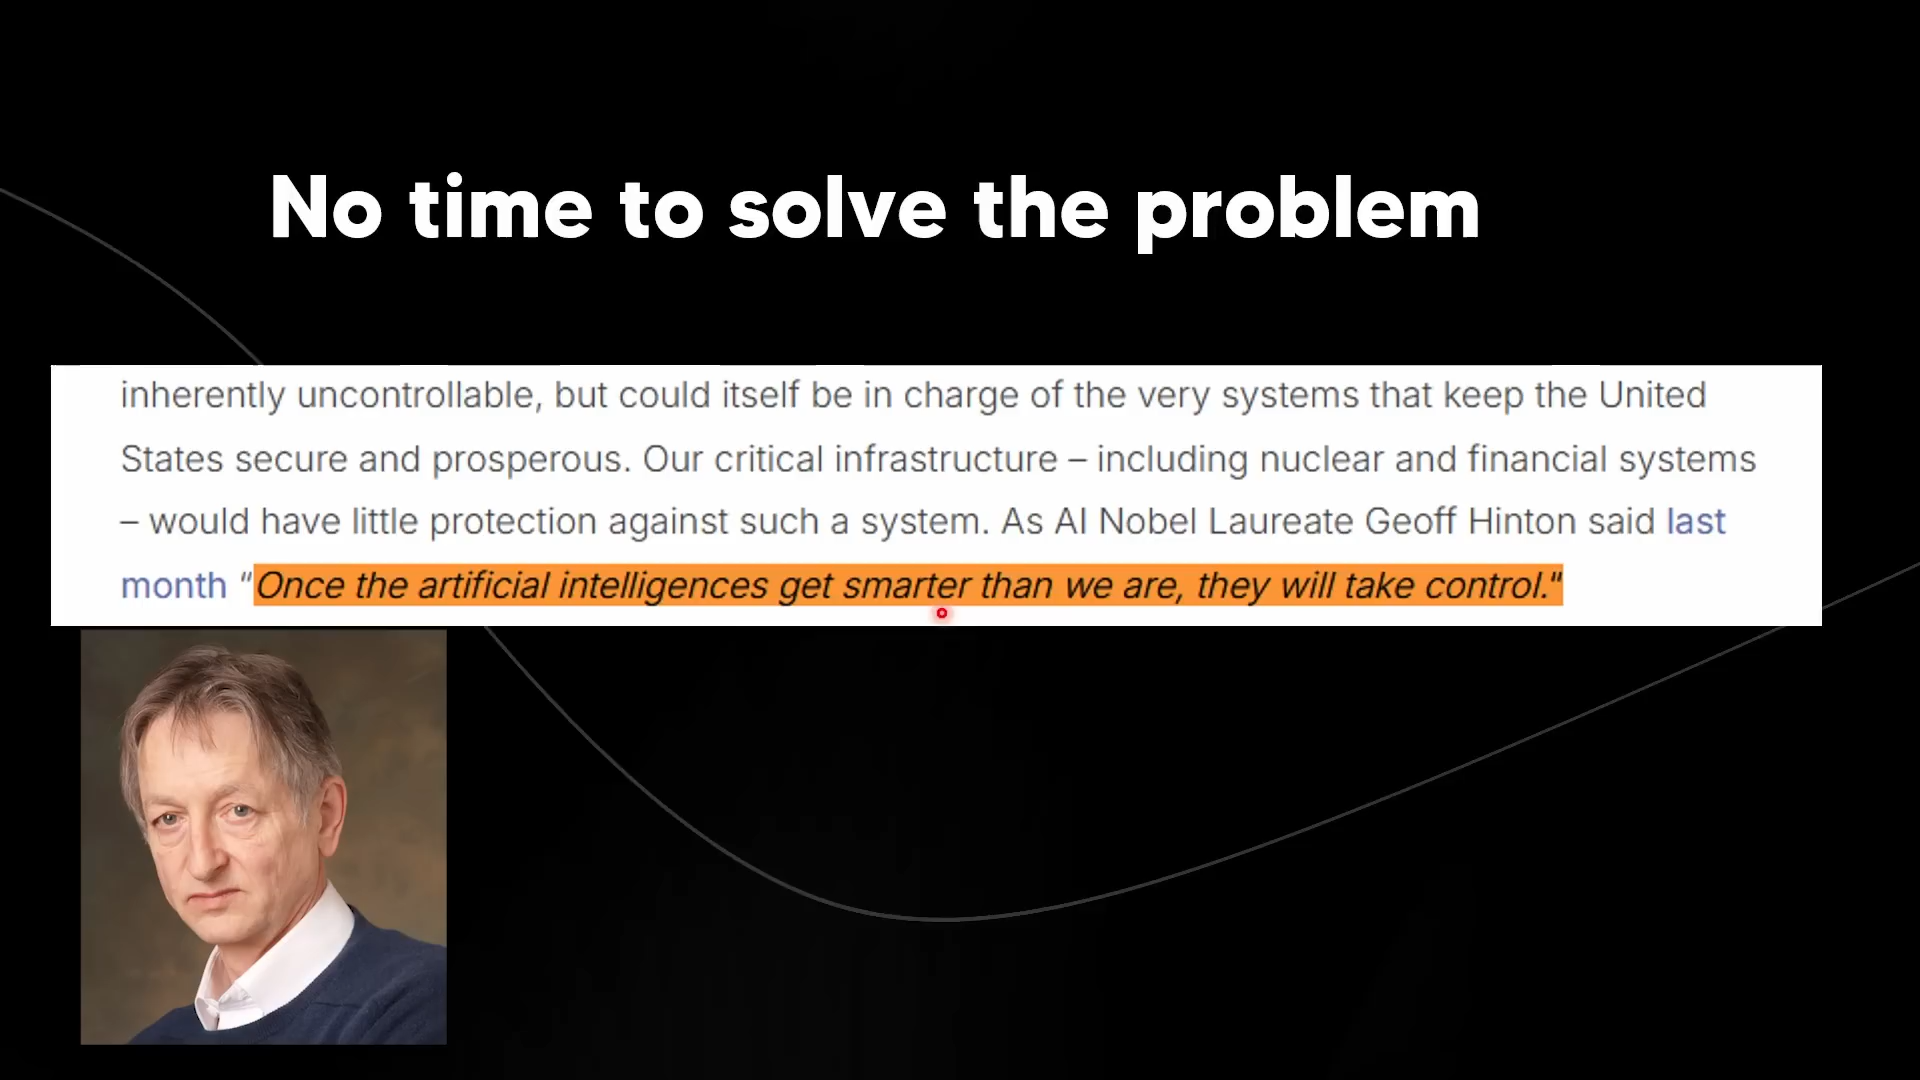 No time to solve the problem
inherently uncontrollable, but could itself be in charge of the very systems that keep the United
States secure and prosperous. Our critical infrastructure – including nuclear and financial systems
– would have little protection against such a system. As AI Nobel Laureate Geoff Hinton said last
month "Once the artificial intelligences get smarter than we are, they will take control."